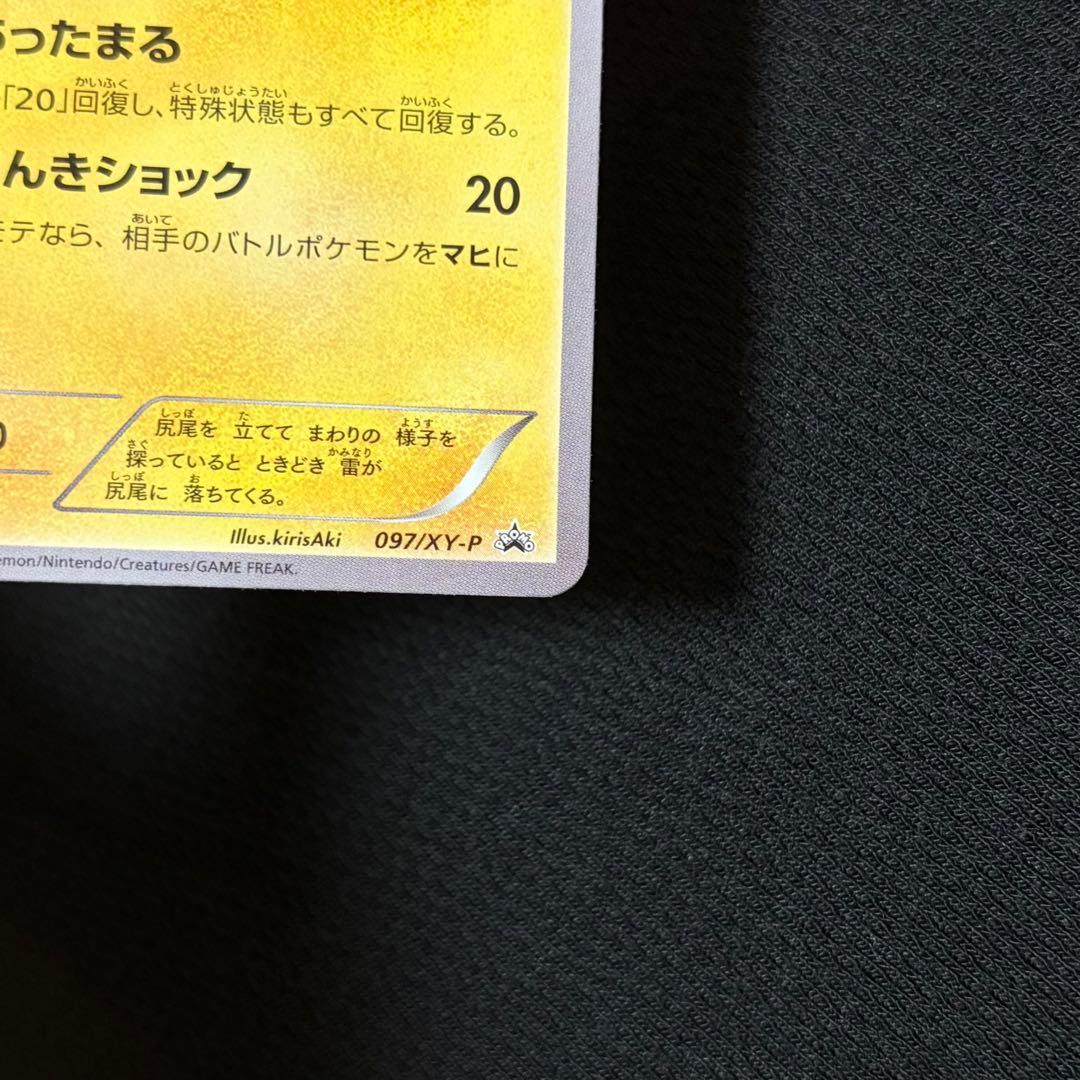 ったまる
「20」回復し、特殊状態もすべて回復する。
んきショック 20
モテなら、相手のバトルポケモンをマヒに
尻尾を 立てて まわりの 様子を
探っていると ときどき 雷が
尻尾に 落ちてくる。
Illus.kirisAki 097/XY-P PROMO
mon/Nintendo/Creatures/GAME FREAK.